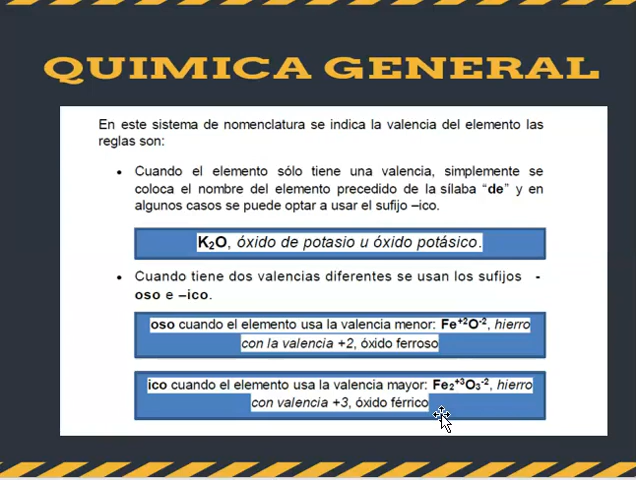 QUIMICA GENERAL
En este sistema de nomenclatura se indica la valencia del elemento las
reglas son:
• Cuando el elemento sólo tiene una valencia, simplemente se
coloca el nombre del elemento precedido de la sílaba “de” y en
algunos casos se puede optar a usar el sufijo –ico.
K₂O, óxido de potasio u óxido potásico.
• Cuando tiene dos valencias diferentes se usan los sufijos -
oso e –ico.
oso cuando el elemento usa la valencia menor: Fe⁺²O⁻², hierro
con la valencia +2, óxido ferroso
ico cuando el elemento usa la valencia mayor: Fe₂⁺³O₃⁻², hierro
con valencia +3, óxido férrico